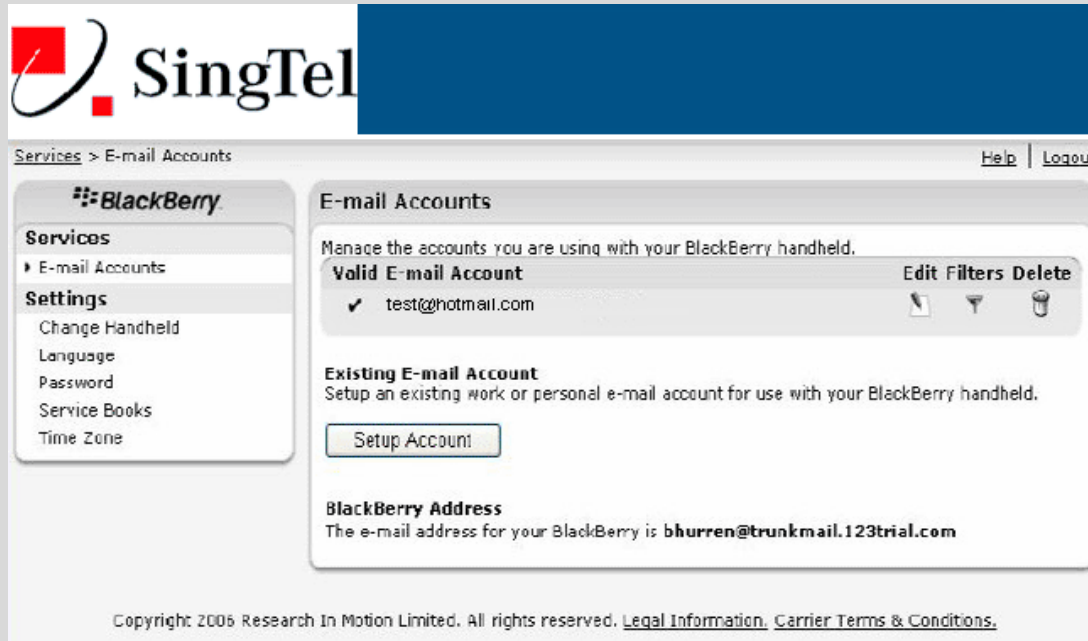 SingTel
Services > E-mail Accounts
Help | Logou
BlackBerry.
Services
E-mail Accounts
Settings
Change Handheld
Language
Password
Service Books
Time Zone
E-mail Accounts
Manage the accounts you are using with your BlackBerry handheld.
Valid E-mail Account Edit Filters Delete
test@hotmail.com
Existing E-mail Account
Setup an existing work or personal e-mail account for use with your BlackBerry handheld.
Setup Account
BlackBerry Address
The e-mail address for your BlackBerry is bhurren@trunkmail.123trial.com
Copyright 2006 Research In Motion Limited. All rights reserved. Legal Information. Carrier Terms & Conditions.